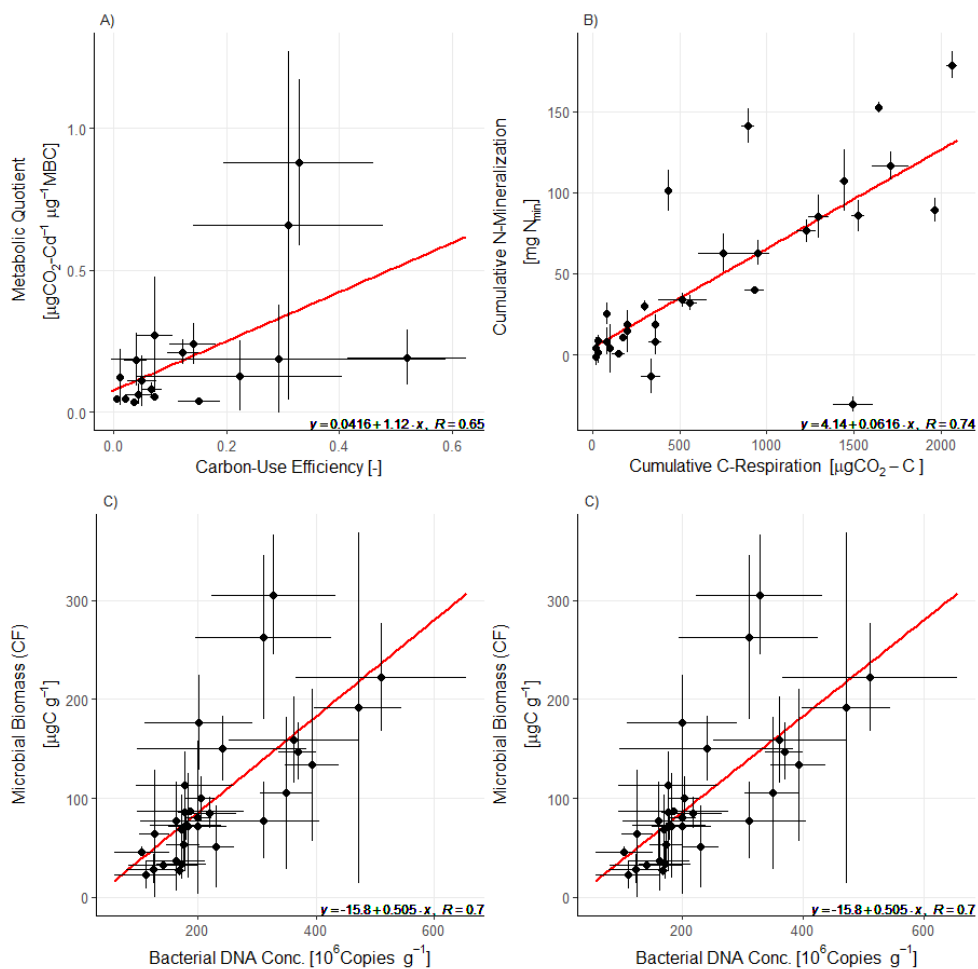 A)
Metabolic Quotient
[µgCO₂-Cd⁻¹ µg⁻¹MBC)
1.0
0.5
0.0
0.0 0.2 0.4 0.6
y=0.0416+1.12·x, R=0.65
Carbon-Use Efficiency [-]
B)
Cumulative N-Mineralization
[mg Nmin]
150
100
50
0
0 500 1000 1500 2000
y=4.14+0.0616·x, R=0.74
Cumulative C-Respiration [µgCO₂−C ]
C)
Microbial Biomass (CF)
[µgC g⁻¹)
300
200
100
0
200 400 600
y=-15.8+0.505·x, R=0.7
Bacterial DNA Conc. [10⁶Copies g⁻¹]
C)
Microbial Biomass (CF)
[µgC g⁻¹)
300
200
100
0
200 400 600
y=-15.8+0.505·x, R=0.7
Bacterial DNA Conc. [10⁶Copies g⁻¹]